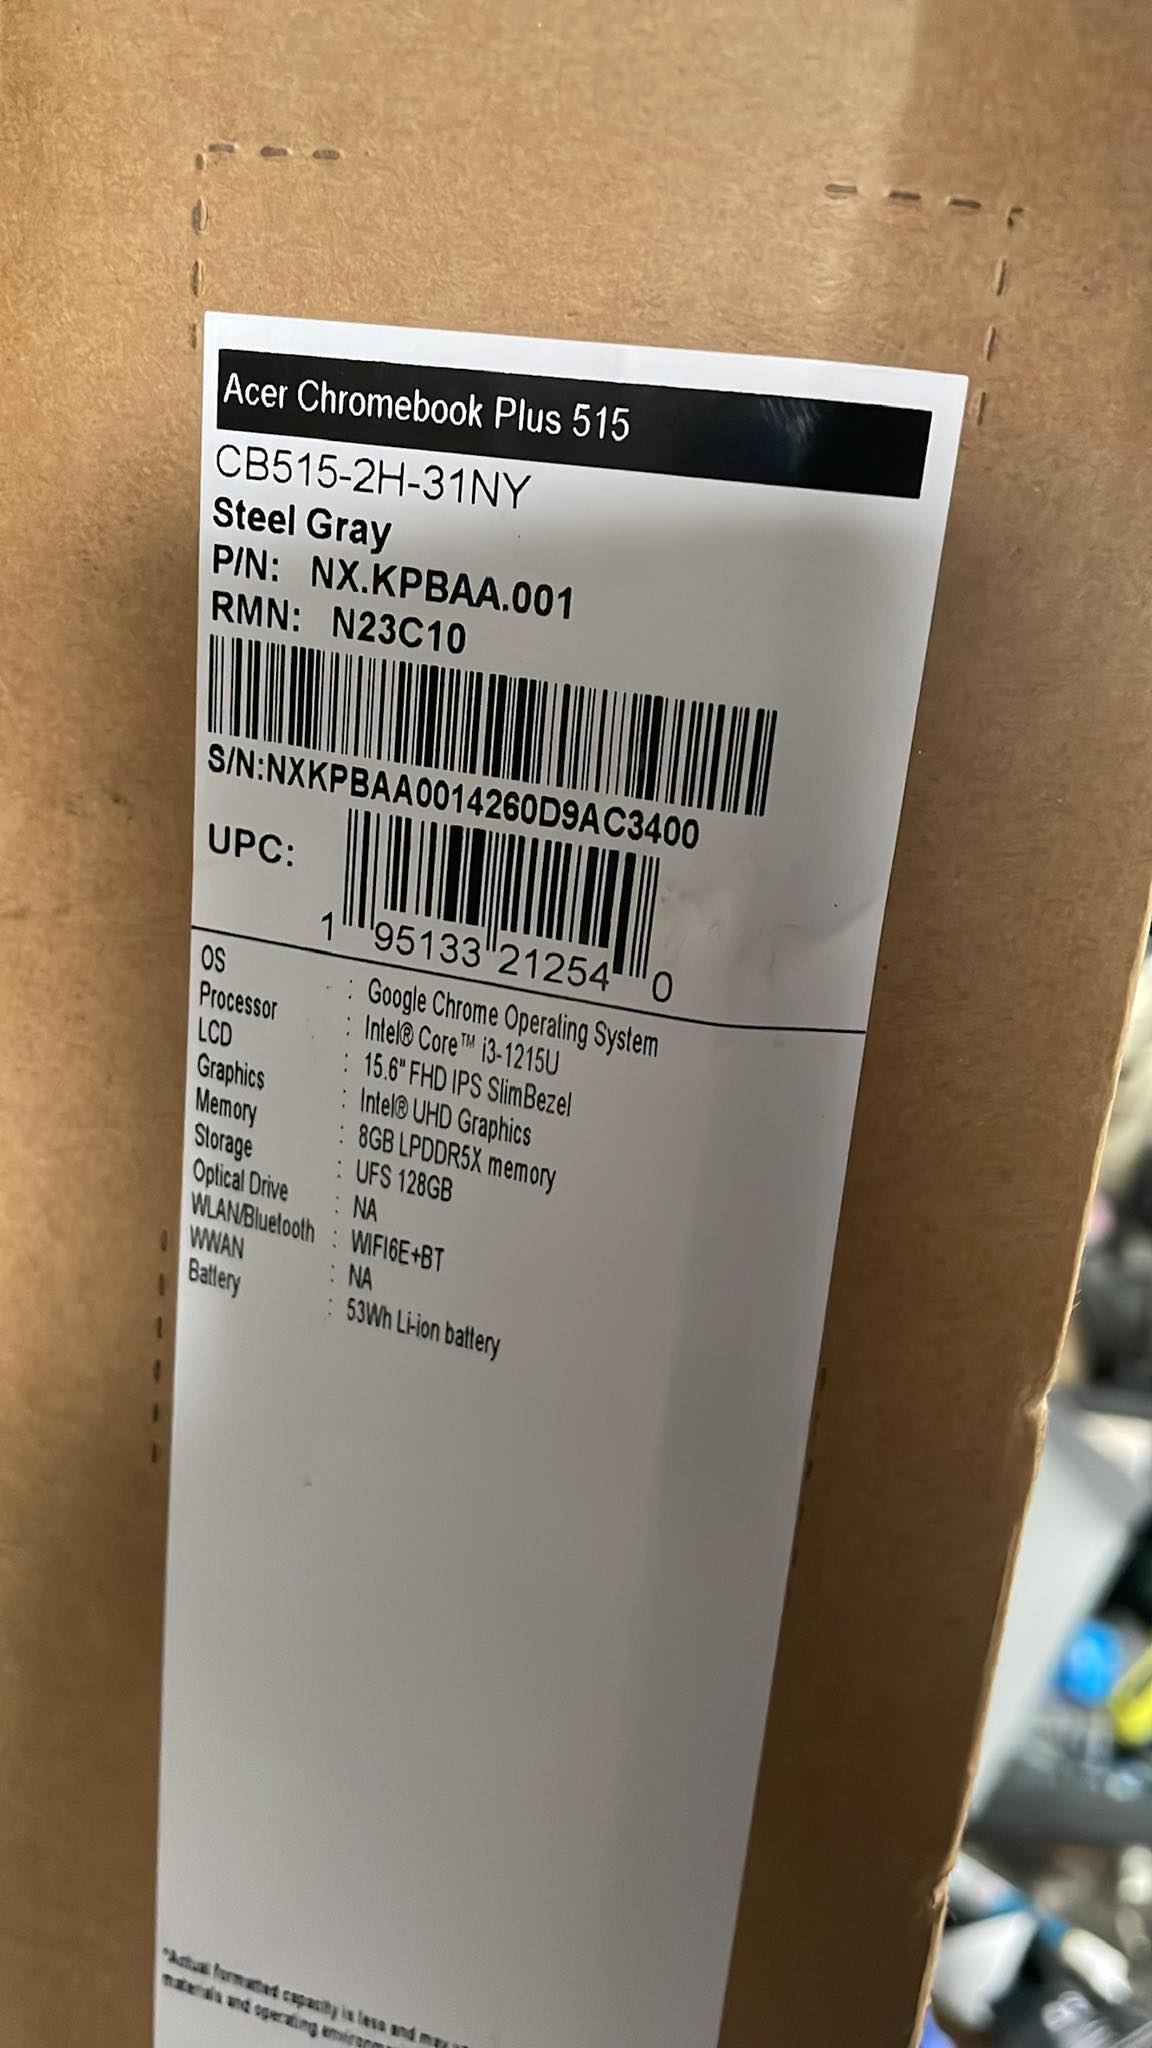 Acer Chromebook Plus 515
CB515-2H-31NY
Steel Gray
P/N: NX.KPBAA.001
RMN: N23C10
S/N:NXKPBAA0014260D9AC3400
UPC:
1 95133 21254 0
OS : Google Chrome Operating System
Processor : Intel® Core™ i3-1215U
LCD : 15.6" FHD IPS SlimBezel
Graphics : Intel® UHD Graphics
Memory : 8GB LPDDR5X memory
Storage : UFS 128GB
Optical Drive : NA
WLAN/Bluetooth : WIFI6E+BT
WWAN : NA
Battery : 53Wh Li-ion battery
*Actual formatted capacity is less and may
materials and operating